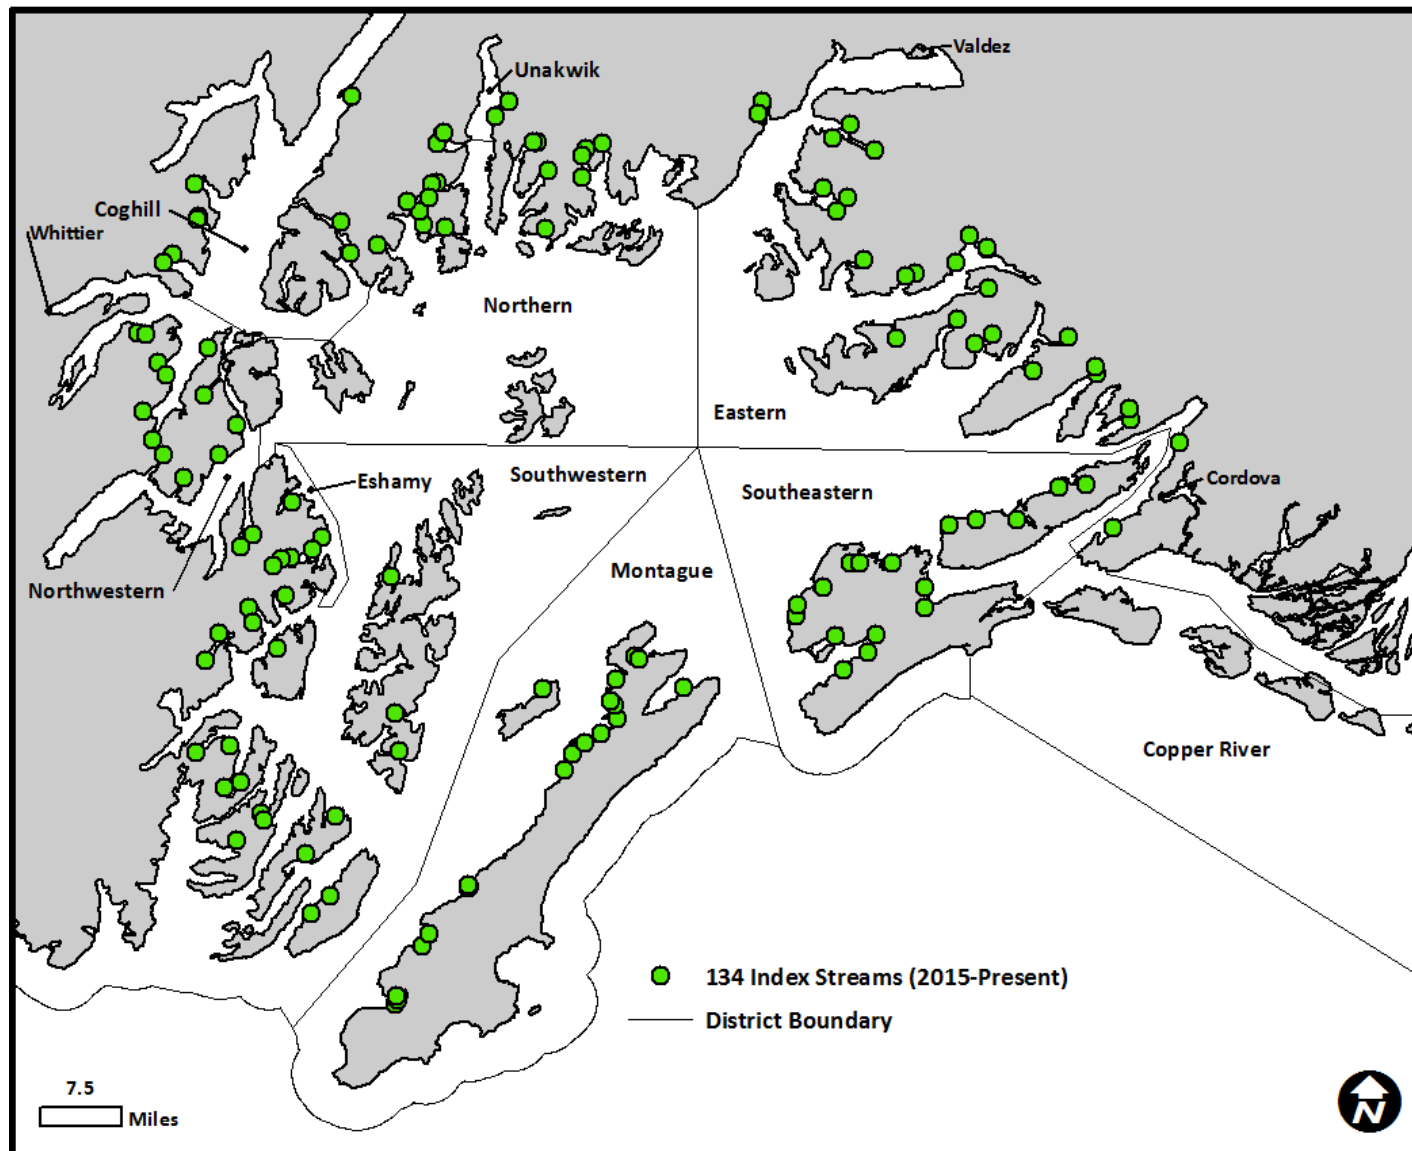 Valdez
Unakwik
Coghill
Whittier
Northern
Eastern
Southwestern
Eshamy
Southeastern
Cordova
Montague
Northwestern
Copper River
134 Index Streams (2015-Present)
District Boundary
7.5
Miles
N